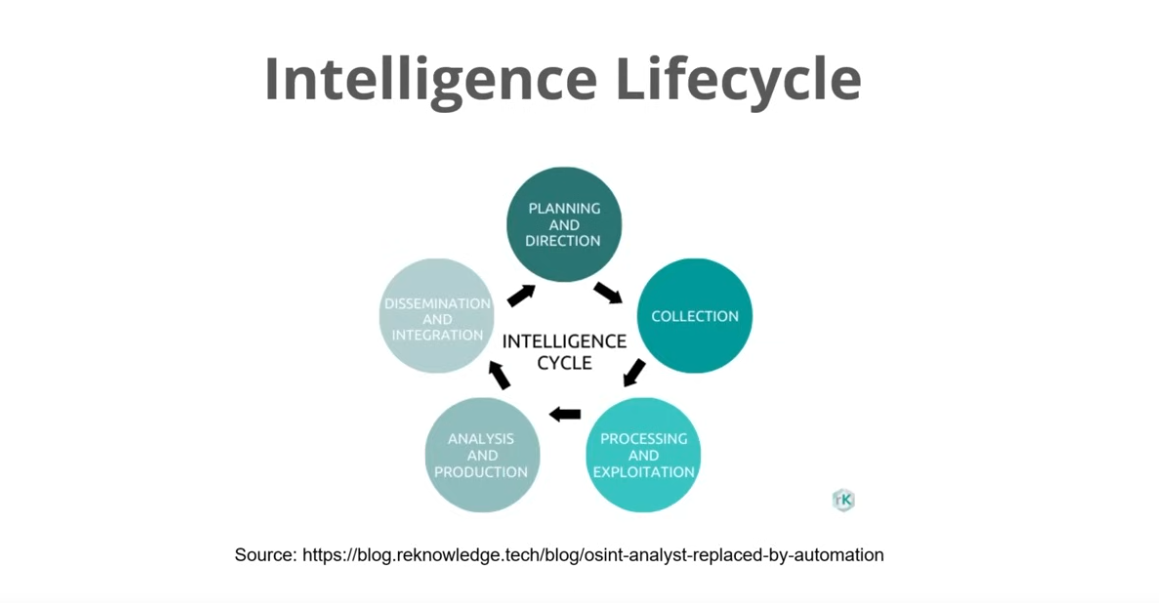 Intelligence Lifecycle
PLANNING
AND
DIRECTION
COLLECTION
PROCESSING
AND
EXPLOITATION
ANALYSIS
AND
PRODUCTION
DISSEMINATION
AND
INTEGRATION
INTELLIGENCE
CYCLE
rK
Source: https://blog.reknowledge.tech/blog/osint-analyst-replaced-by-automation